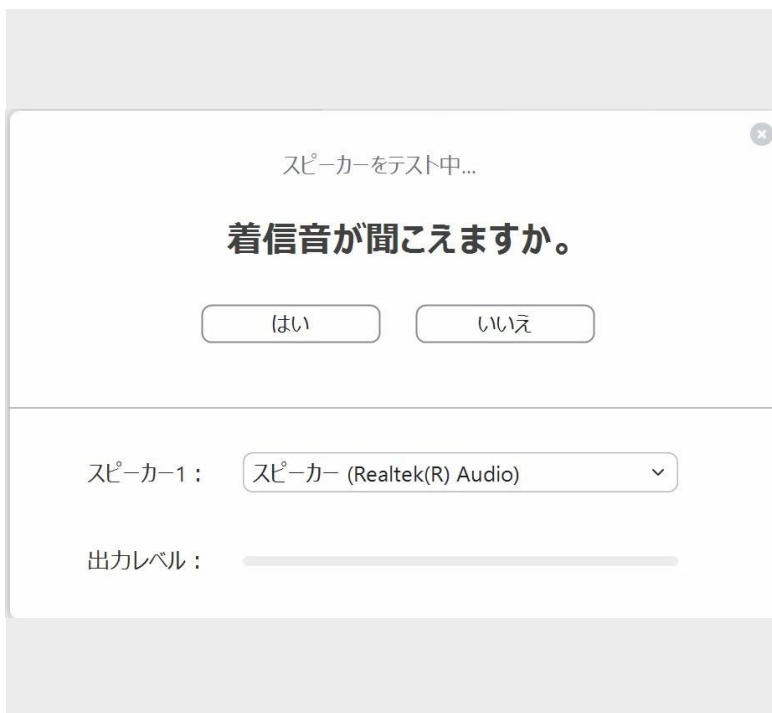 スピーカーをテスト中...
着信音が聞こえますか。
はい
いいえ
スピーカー1：
スピーカー (Realtek(R) Audio)
出力レベル：